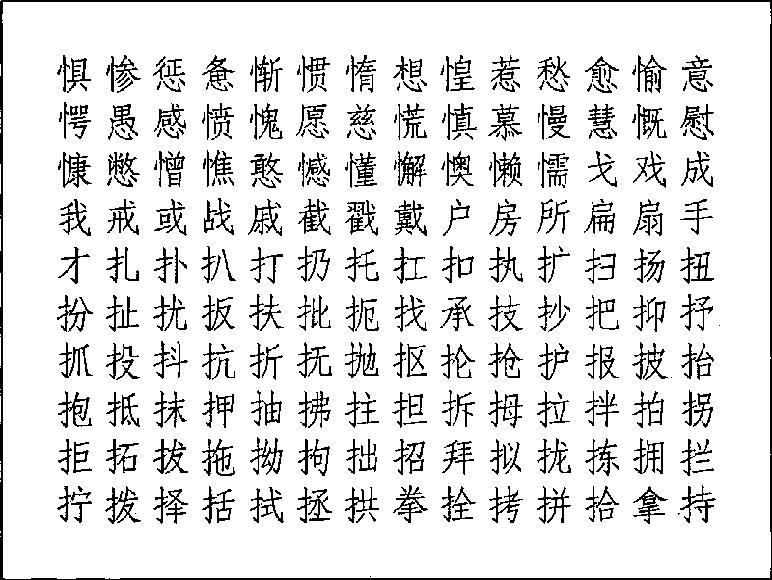 惧惨惩惫惭惯惰想惶惹愁愈愉意
愕愚感愤愧愿慈慌慎慕慢慧慨慰
慷憋憎憔憨憾懂懈懊懒懦戈戏成
我戒或战戚截戳戴户房所扁扇手
才扎扑扒打扔托扛扣执扩扫扬扭
扮扯扰扳扶批扼找承技抄把抑抒
抓投抖抗折抚抛抠抡抢护报披抬
抱抵抹押抽拂拄担拆拇拉拌拍拐
拒拓拔拖拗拘拙招拜拟拢拣拥拦
拧拨择括拭拯拱拳拴拷拼拾拿持